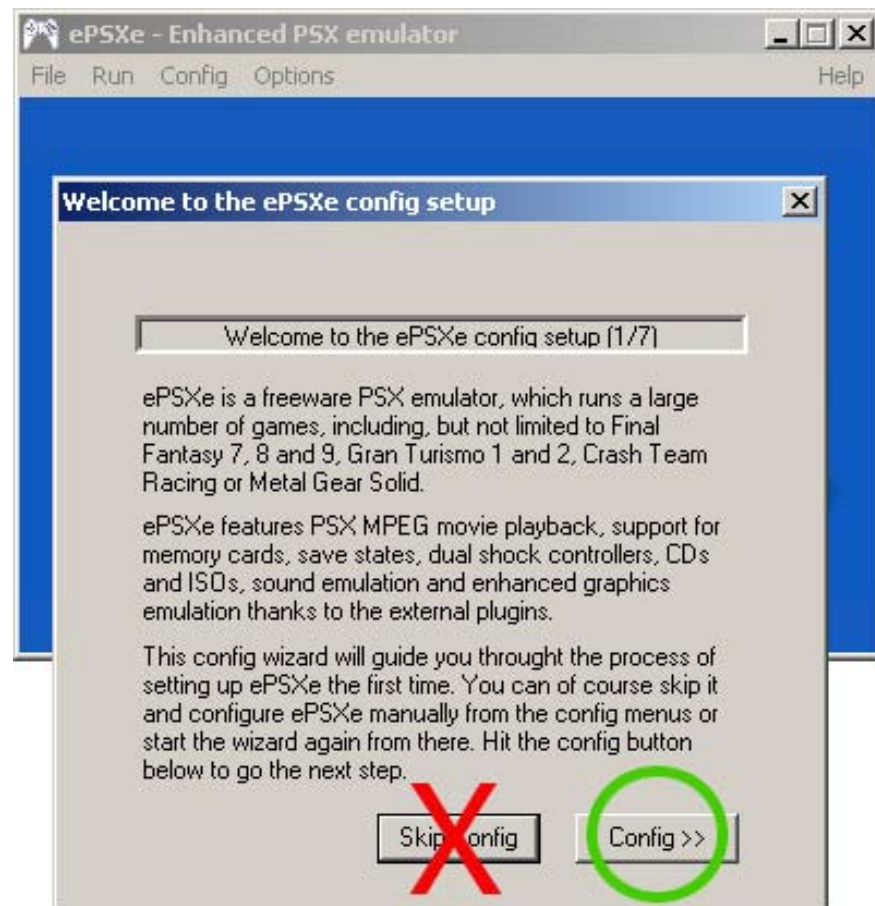 ePSXe - Enhanced PSX emulator
File Run Config Options Help
Welcome to the ePSXe config setup
Welcome to the ePSXe config setup (1/7)
ePSXe is a freeware PSX emulator, which runs a large
number of games, including, but not limited to Final
Fantasy 7, 8 and 9, Gran Turismo 1 and 2, Crash Team
Racing or Metal Gear Solid.
ePSXe features PSX MPEG movie playback, support for
memory cards, save states, dual shock controllers, CDs
and ISOs, sound emulation and enhanced graphics
emulation thanks to the external plugins.
This config wizard will guide you throught the process of
setting up ePSXe the first time. You can of course skip it
and configure ePSXe manually from the config menus or
start the wizard again from there. Hit the config button
below to go the next step.
Skip Config Config >>